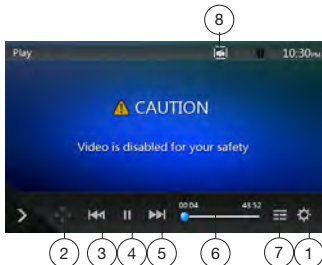 8
Play 10:30PM
CAUTION
Video is disabled for your safety
00:04 48:52
2 3 4 5 6 7 1